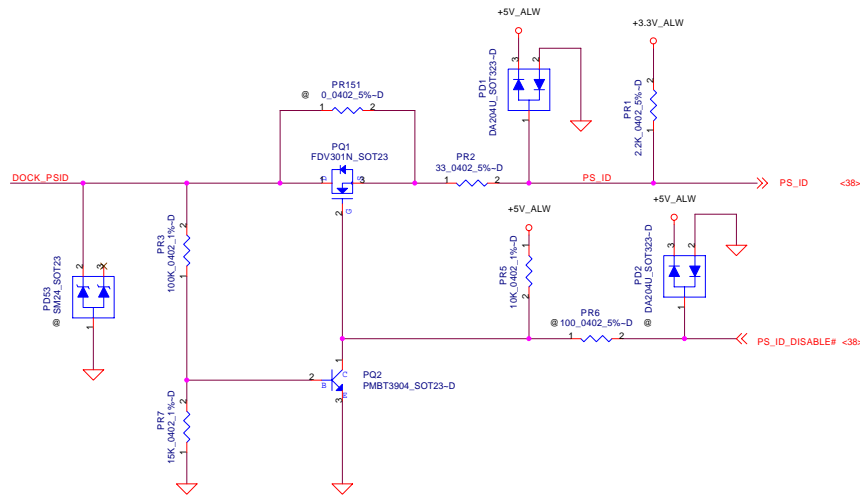 +5V_ALW
+3.3V_ALW
3
2
PD1
DA204U_SOT323~D
1
2
PR1
2.2K_0402_5%~D
1
PR151
@ 0_0402_5%~D
1
2
PQ1
FDV301N_SOT23
PR2
33_0402_5%~D
DOCK_PSID
1
D
S
3
1
2
PS_ID
PS_ID
<38>
G
2
+5V_ALW
+5V_ALW
2
PR3
100K_0402_1%~D
1
1
PR5
10K_0402_1%~D
2
3
2
PD2
DA204U_SOT323~D
@
1
2
3
PD53
SM24_SOT23
@
1
PR6
@ 100_0402_5%~D
1
2
PS_ID_DISABLE#
<38>
1
C
2
B
E
3
PQ2
PMBT3904_SOT23~D
2
PR7
15K_0402_1%~D
1